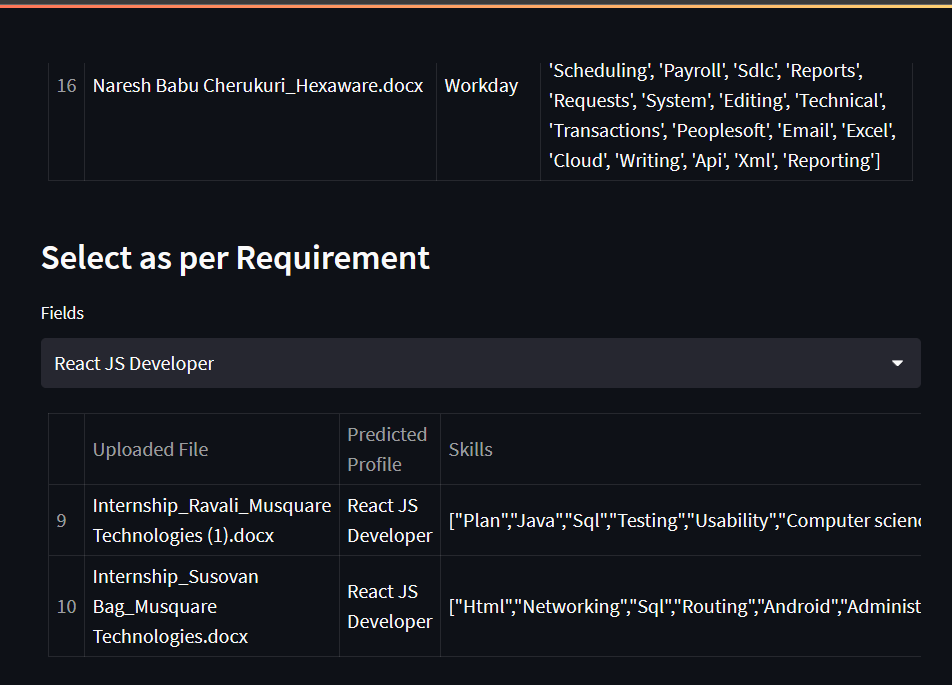 'Scheduling', 'Payroll', 'Sdlc', 'Reports',
16 Naresh Babu Cherukuri_Hexaware.docx Workday
'Requests', 'System', 'Editing', 'Technical',
'Transactions', 'Peoplesoft', 'Email', 'Excel',
'Cloud', 'Writing', 'Api', 'Xml', 'Reporting']
Select as per Requirement
Fields
React JS Developer
Uploaded File
Predicted
Profile
Skills
9
Internship_Ravali_Musquare
Technologies (1).docx
React JS
Developer
["Plan","Java","Sql","Testing","Usability","Computer scienc
10
Internship_Susovan
Bag_Musquare
Technologies.docx
React JS
Developer
["Html","Networking","Sql","Routing","Android","Administ